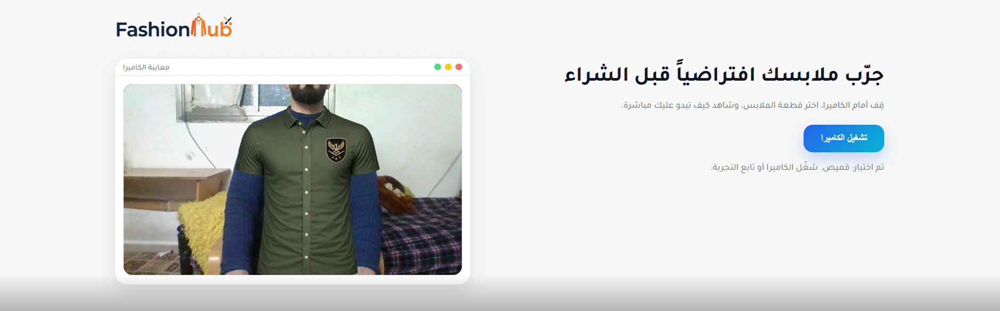 FashionHub
معاينة الكاميرا
جرّب ملابسك افتراضياً قبل الشراء
قِف أمام الكاميرا، اختر قطعة الملابس، وشاهد كيف تبدو عليك مباشرة.
تشغيل الكاميرا
تم اختيار: قميص. شغّل الكاميرا أو تابع التجربة.